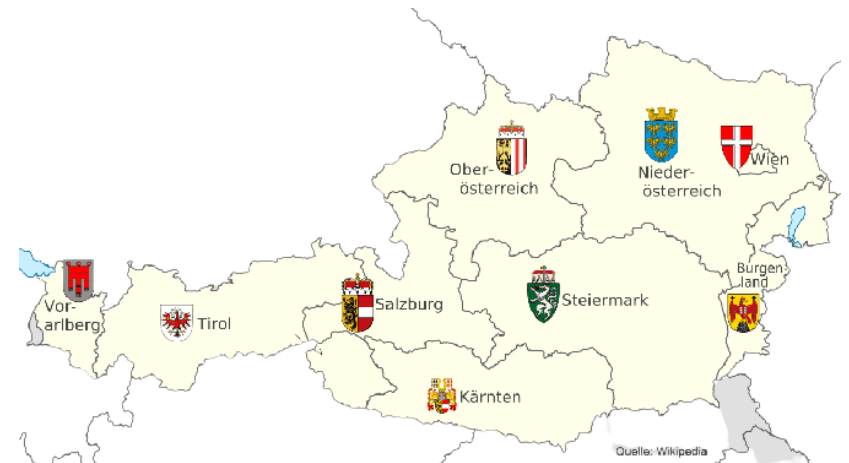 Ober-
österreich
Nieder-
österreich
Wien
Burgen-
land
Vor-
arlberg
Tirol
Salzburg
Steiermark
Kärnten
Quelle: Wikipedia